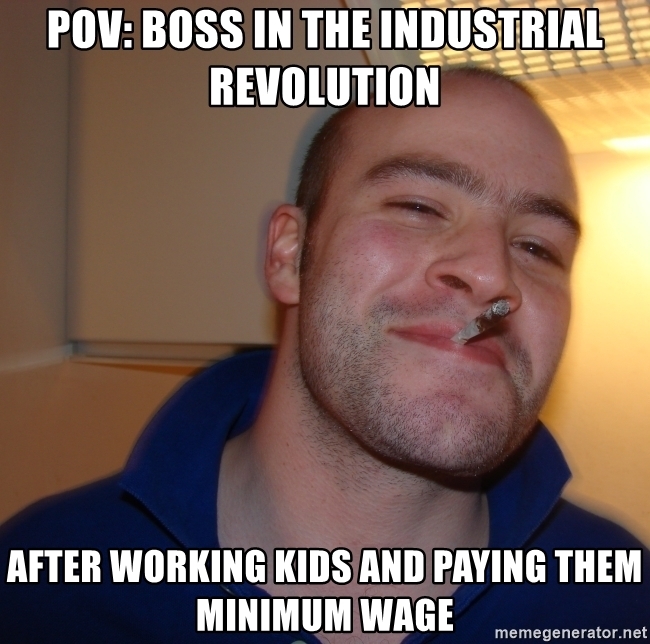 POV: BOSS IN THE INDUSTRIAL
REVOLUTION
AFTER WORKING KIDS AND PAYING THEM
MINIMUM WAGE
memegenerator.net